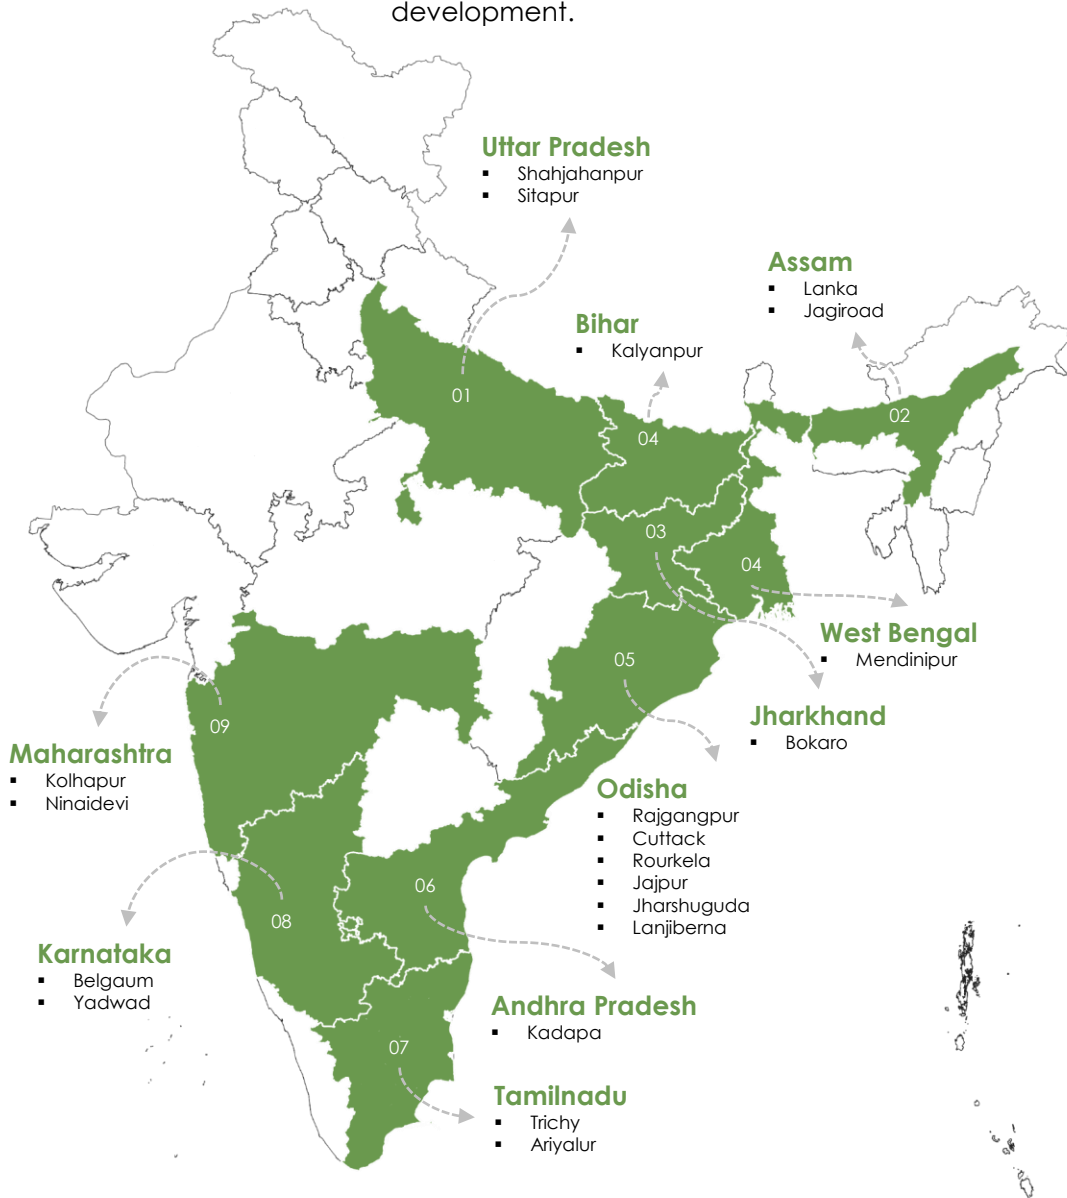 development.
Uttar Pradesh
▪ Shahjahanpur
▪ Sitapur
Assam
▪ Lanka
▪ Jagiroad
Bihar
▪ Kalyanpur
01
02
04
03
04
West Bengal
▪ Mendinipur
05
Jharkhand
▪ Bokaro
09
Maharashtra
▪ Kolhapur
▪ Ninaidevi
Odisha
▪ Rajgangpur
▪ Cuttack
▪ Rourkela
▪ Jajpur
▪ Jharshuguda
▪ Lanjiberna
06
08
Karnataka
▪ Belgaum
▪ Yadwad
Andhra Pradesh
▪ Kadapa
07
Tamilnadu
▪ Trichy
▪ Ariyalur